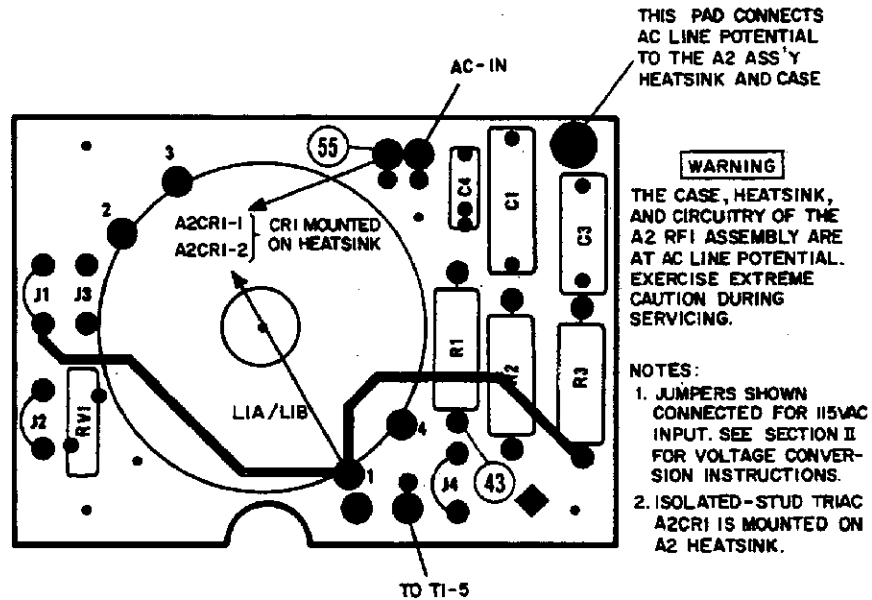 THIS PAD CONNECTS
AC LINE POTENTIAL
TO THE A2 ASS'Y
HEATSINK AND CASE
AC-IN
55
3
2
A2CR1-1
A2CR1-2
CR1 MOUNTED
ON HEATSINK
C4
C1
C3
J1
J3
J2
RV1
L1A/L1B
R1
R2
R3
4
1
J4
43
TO T1-5
WARNING
THE CASE, HEATSINK,
AND CIRCUITRY OF THE
A2 RFI ASSEMBLY ARE
AT AC LINE POTENTIAL.
EXERCISE EXTREME
CAUTION DURING
SERVICING.
NOTES:
1. JUMPERS SHOWN
CONNECTED FOR 115VAC
INPUT. SEE SECTION II
FOR VOLTAGE CONVER-
SION INSTRUCTIONS.
2. ISOLATED-STUD TRIAC
A2CR1 IS MOUNTED ON
A2 HEATSINK.